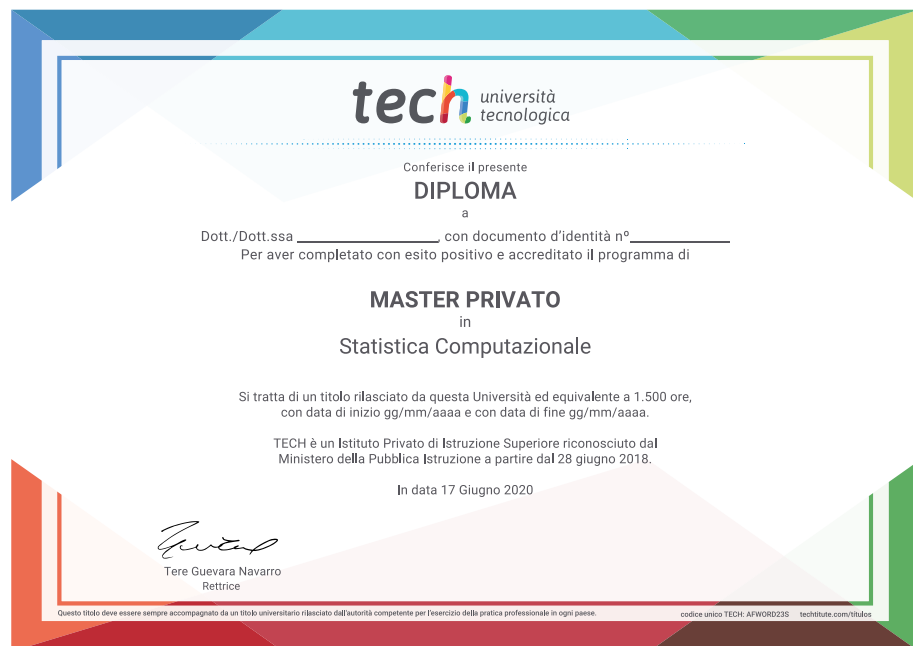 tech università
tecnologica
Conferisce il presente
DIPLOMA
a
Dott./Dott.ssa ____________________, con documento d'identità nº______________
Per aver completato con esito positivo e accreditato il programma di
MASTER PRIVATO
in
Statistica Computazionale
Si tratta di un titolo rilasciato da questa Università ed equivalente a 1.500 ore,
con data di inizio gg/mm/aaaa e con data di fine gg/mm/aaaa.
TECH è un Istituto Privato di Istruzione Superiore riconosciuto dal
Ministero della Pubblica Istruzione a partire dal 28 giugno 2018.
In data 17 Giugno 2020
Tere Guevara Navarro
Rettrice
Questo titolo deve essere sempre accompagnato da un titolo universitario rilasciato dall'autorità competente per l'esercizio della pratica professionale in ogni paese. codice unico TECH: AFWORD23S techtitute.com/títulos